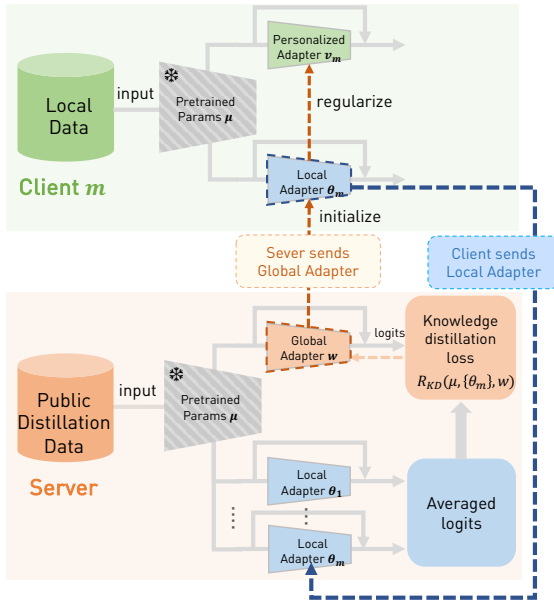 Personalized
Adapter v_m
input
Local
Data
Pretrained
Params μ
regularize
Client m
Local
Adapter θ_m
initialize
Sever sends
Global Adapter
Client sends
Local Adapter
Global
Adapter w
logits
Knowledge
distillation
loss
R_KD(μ,{θ_m},w)
input
Public
Distillation
Data
Pretrained
Params μ
Server
Local
Adapter θ_1
Averaged
logits
Local
Adapter θ_m